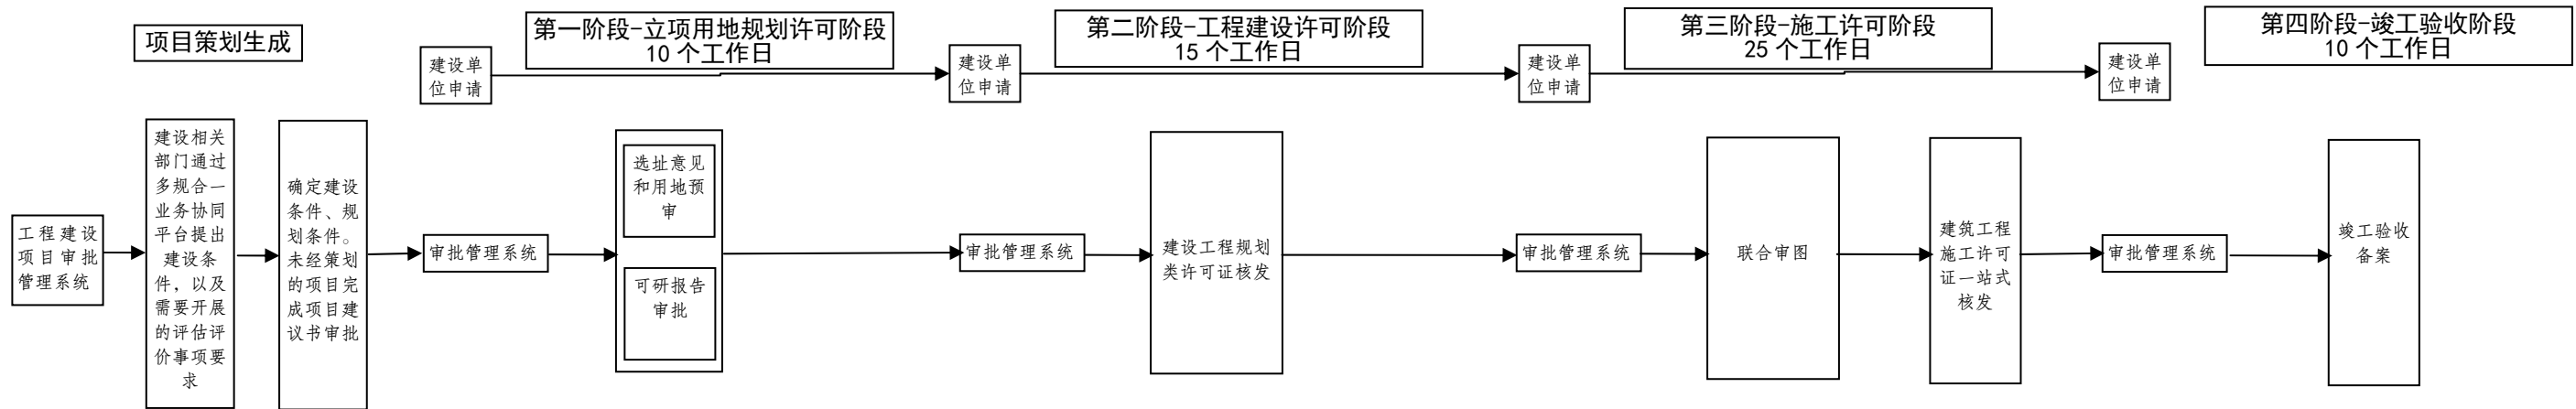 项目策划生成
第一阶段-立项用地规划许可阶段
10 个工作日
第二阶段-工程建设许可阶段
15 个工作日
第三阶段-施工许可阶段
25 个工作日
第四阶段-竣工验收阶段
10 个工作日
建设单
位申请
建设单
位申请
建设单
位申请
建设单
位申请
工程建设
项目审批
管理系统
建设相关
部门通过
多规合一
业务协同
平台提出
建设条
件，以及
需要开展
的评估评
价事项要
求
确定建设
条件、规
划条件。
未经策划
的项目完
成项目建
议书审批
审批管理系统
选址意见
和用地预
审
可研报告
审批
审批管理系统
建设工程规划
类许可证核发
审批管理系统
联合审图
建筑工程
施工许可
证一站式
核发
审批管理系统
竣工验收
备案